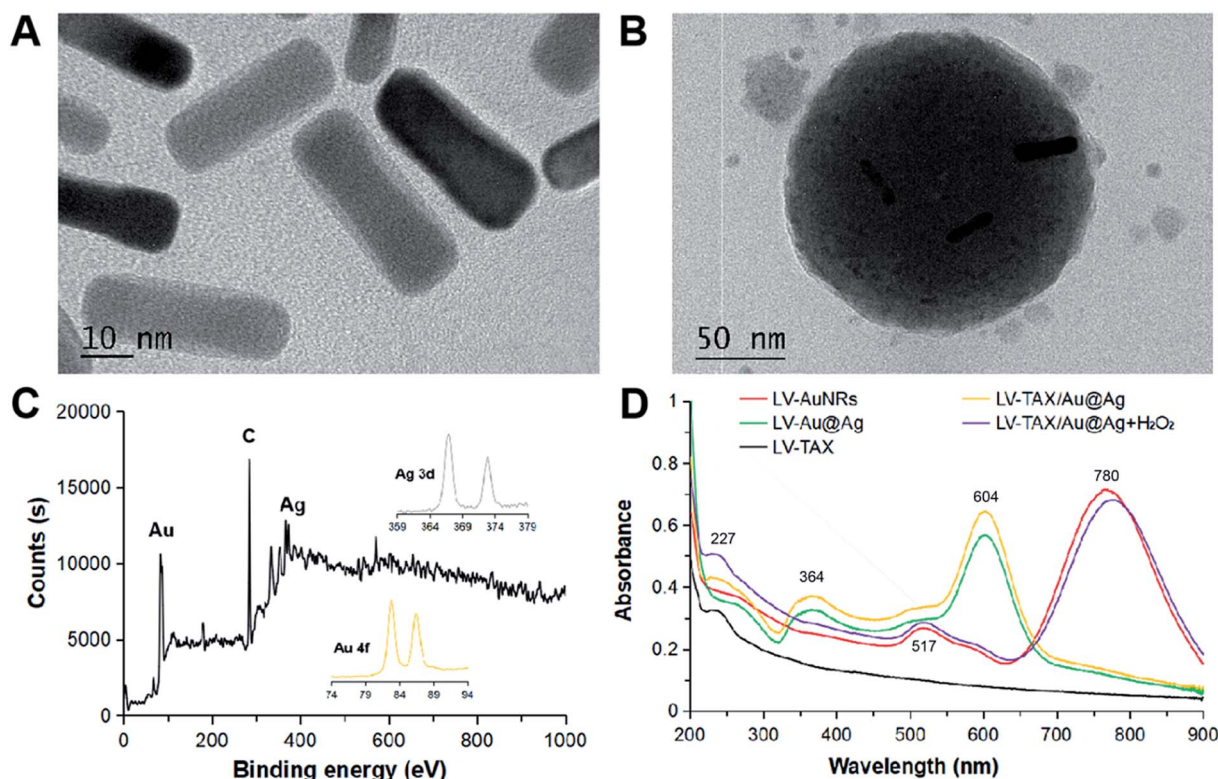 A
10 nm
B
50 nm
C
Counts (s)
20000
15000
10000
5000
0
Au
C
Ag
Ag 3d
359 364 369 374 379
Au 4f
74 79 84 89 94
0 200 400 600 800 1000
Binding energy (eV)
D
LV-AuNRs
LV-Au@Ag
LV-TAX
LV-TAX/Au@Ag
LV-TAX/Au@Ag+H₂O₂
Absorbance
1
0.8
0.6
0.4
0.2
0
227
364
517
604
780
200 300 400 500 600 700 800 900
Wavelength (nm)